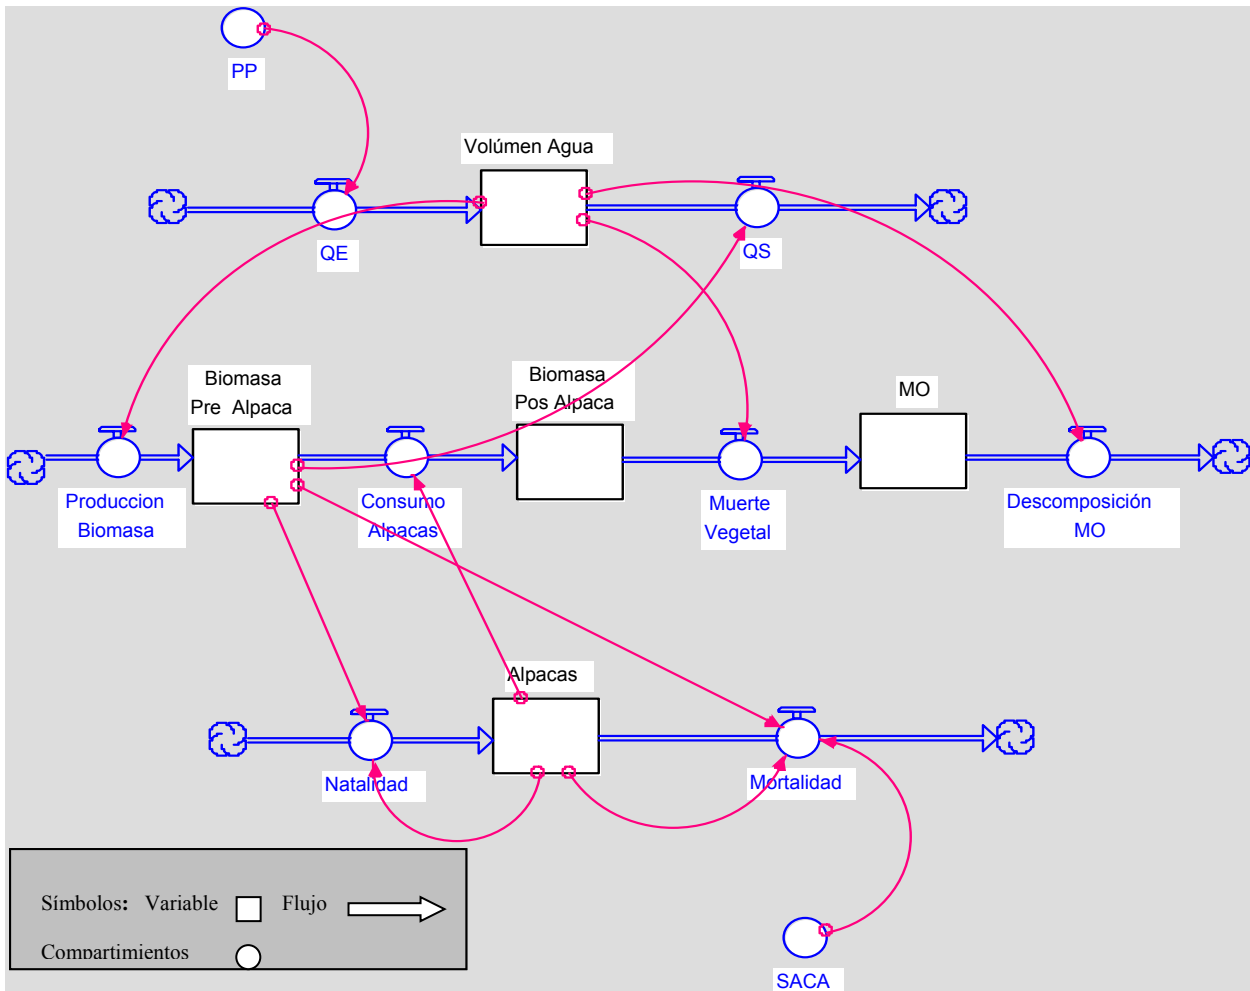 PP
Volúmen Agua
QE
QS
Biomasa
Pre Alpaca
Biomasa
Pos Alpaca
MO
Produccion
Biomasa
Consumo
Alpacas
Muerte
Vegetal
Descomposición
MO
Alpacas
Natalidad
Mortalidad
Símbolos: Variable Flujo
Compartimientos
SACA